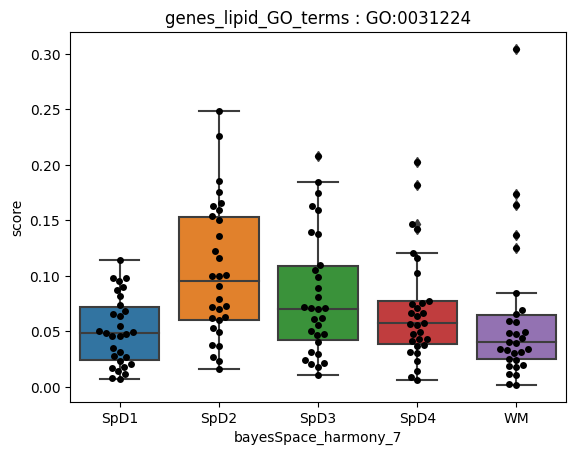 genes_lipid_GO_terms : GO:0031224
0.30
0.25
0.20
0.15
0.10
0.05
0.00
score
SpD1 SpD2 SpD3 SpD4 WM
bayesSpace_harmony_7